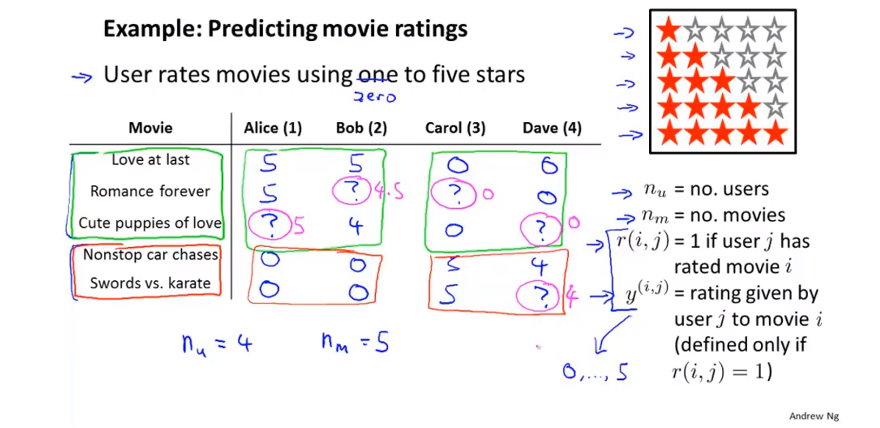 Example: Predicting movie ratings
→ User rates movies using one to five stars
zero
Movie Alice (1) Bob (2) Carol (3) Dave (4)
Love at last 5 5 0 0
Romance forever 5 ? 4.5 ? 0 0
Cute puppies of love ? 5 4 0 ? 0
Nonstop car chases 0 0 5 4
Swords vs. karate 0 0 5 ? 4
n_u = 4 n_m = 5
→ n_u = no. users
→ n_m = no. movies
→ r(i, j) = 1 if user j has
rated movie i
→ y^(i,j) = rating given by
user j to movie i
(defined only if
r(i, j) = 1)
0, ..., 5
Andrew Ng